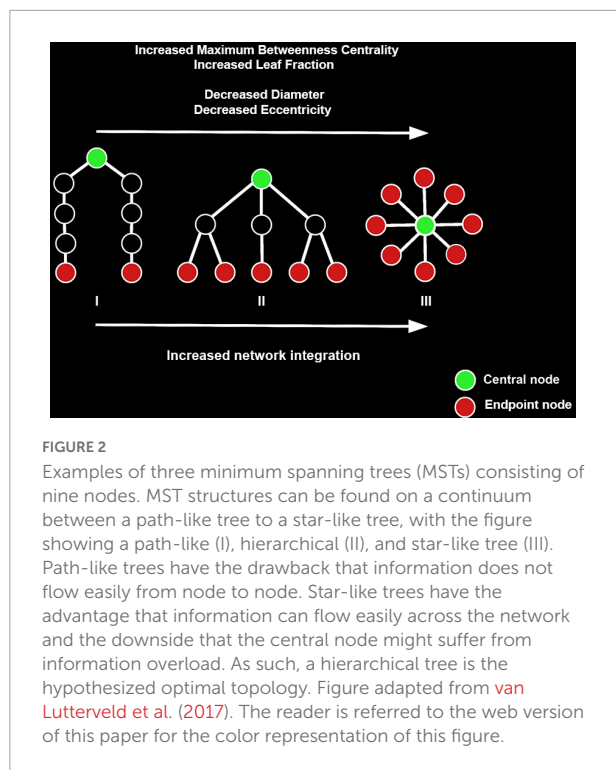 Increased Maximum Betweenness Centrality
Increased Leaf Fraction
Decreased Diameter
Decreased Eccentricity
I
II
III
Increased network integration
Central node
Endpoint node
FIGURE 2
Examples of three minimum spanning trees (MSTs) consisting of
nine nodes. MST structures can be found on a continuum
between a path-like tree to a star-like tree, with the figure
showing a path-like (I), hierarchical (II), and star-like tree (III).
Path-like trees have the drawback that information does not
flow easily from node to node. Star-like trees have the
advantage that information can flow easily across the network
and the downside that the central node might suffer from
information overload. As such, a hierarchical tree is the
hypothesized optimal topology. Figure adapted from van
Lutterveld et al. (2017). The reader is referred to the web version
of this paper for the color representation of this figure.